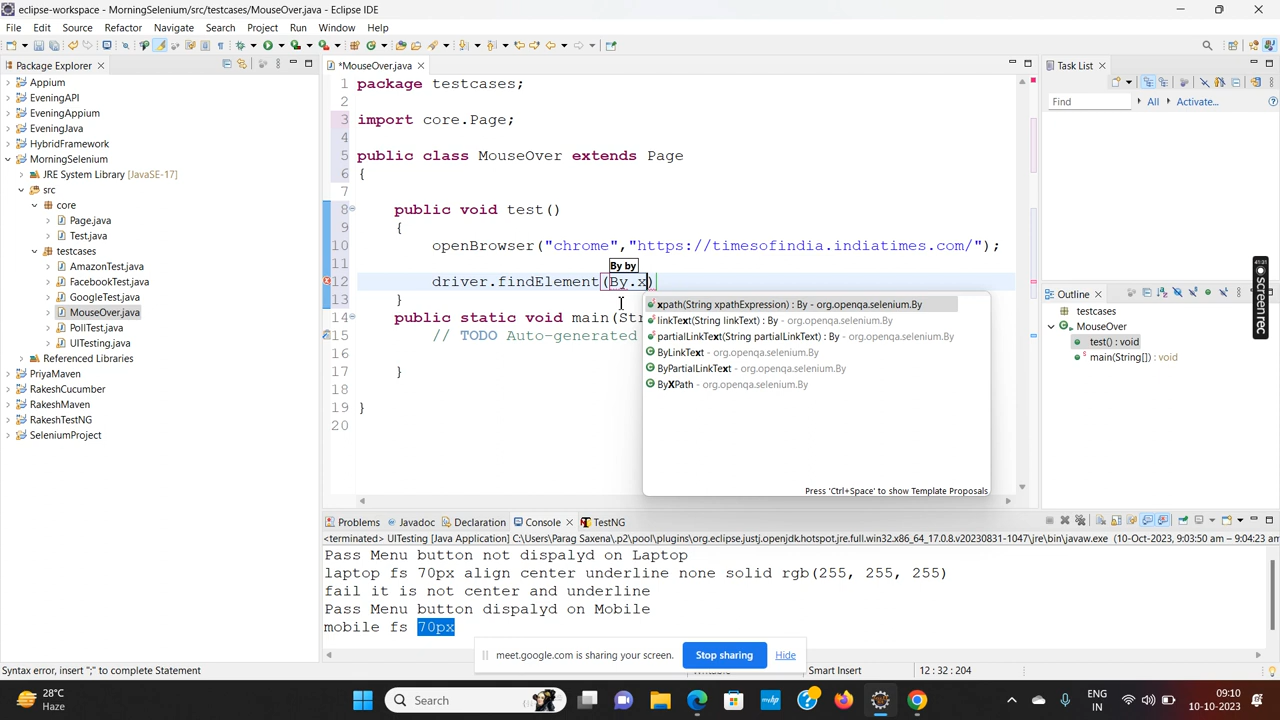 eclipse-workspace - MorningSelenium/src/testcases/MouseOver.java - Eclipse IDE
File Edit Source Refactor Navigate Search Project Run Window Help
Package Explorer
Appium
EveningAPI
EveningAppium
EveningJava
HybridFramework
MorningSelenium
JRE System Library [JavaSE-17]
src
core
Page.java
Test.java
testcases
AmazonTest.java
FacebookTest.java
GoogleTest.java
MouseOver.java
PollTest.java
UITesting.java
Referenced Libraries
PriyaMaven
RakeshCucumber
RakeshMaven
RakeshTestNG
SeleniumProject
*MouseOver.java
1 package testcases;
2
3 import core.Page;
4
5 public class MouseOver extends Page
6 {
7
8 public void test()
9 {
10 openBrowser("chrome","https://timesofindia.indiatimes.com/");
11
By by
12 driver.findElement(By.x)
13 }
14 public static void main(Str
15 // TODO Auto-generated
16
17 }
18
19 }
20
xpath(String xpathExpression) : By - org.openqa.selenium.By
linkText(String linkText) : By - org.openqa.selenium.By
partialLinkText(String partialLinkText) : By - org.openqa.selenium.By
ByLinkText - org.openqa.selenium.By
ByPartialLinkText - org.openqa.selenium.By
ByXPath - org.openqa.selenium.By
Press 'Ctrl+Space' to show Template Proposals
Task List
Find All Activate...
Outline
testcases
MouseOver
test() : void
main(String[]) : void
Problems Javadoc Declaration Console TestNG
<terminated> UITesting [Java Application] C:\Users\Parag Saxena\.p2\pool\plugins\org.eclipse.justj.openjdk.hotspot.jre.full.win32.x86_64_17.0.8.v20230831-1047\jre\bin\javaw.exe (10-Oct-2023, 9:03:50 am – 9:04:23 am)
Pass Menu button not dispalyd on Laptop
laptop fs 70px align center underline none solid rgb(255, 255, 255)
fail it is not center and underline
Pass Menu button dispalyd on Mobile
mobile fs 70px
meet.google.com is sharing your screen. Stop sharing Hide
Syntax error, insert ";" to complete Statement
Smart Insert
12 : 32 : 204
28°C
Haze
Search
ENG
IN
09:10
10-10-2023